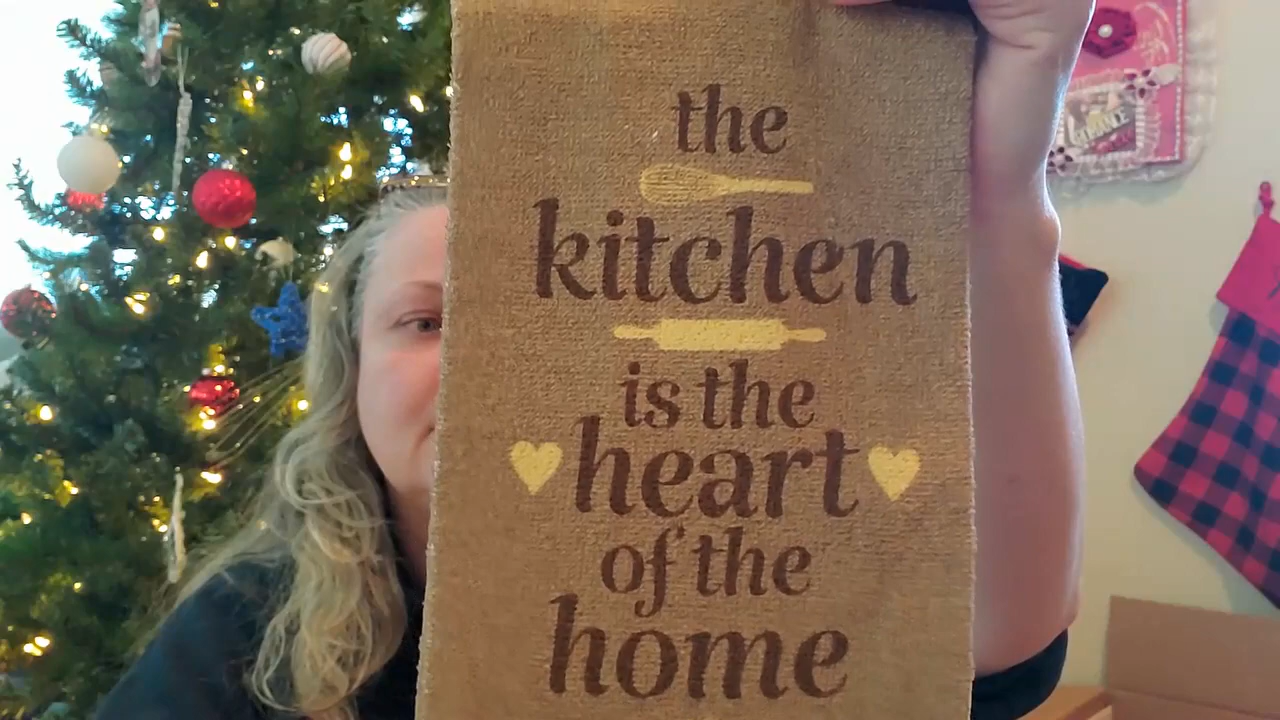 the
kitchen
is the
heart
of the
home